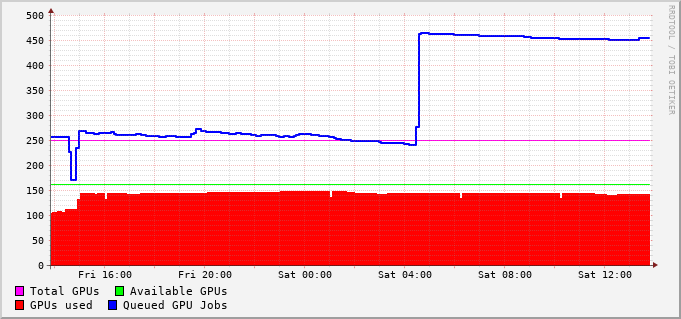 500
450
400
350
300
250
200
150
100
50
0
Fri 16:00 Fri 20:00 Sat 00:00 Sat 04:00 Sat 08:00 Sat 12:00
Total GPUs Available GPUs
GPUs used Queued GPU Jobs
RRDTOOL / TOBI OETIKER